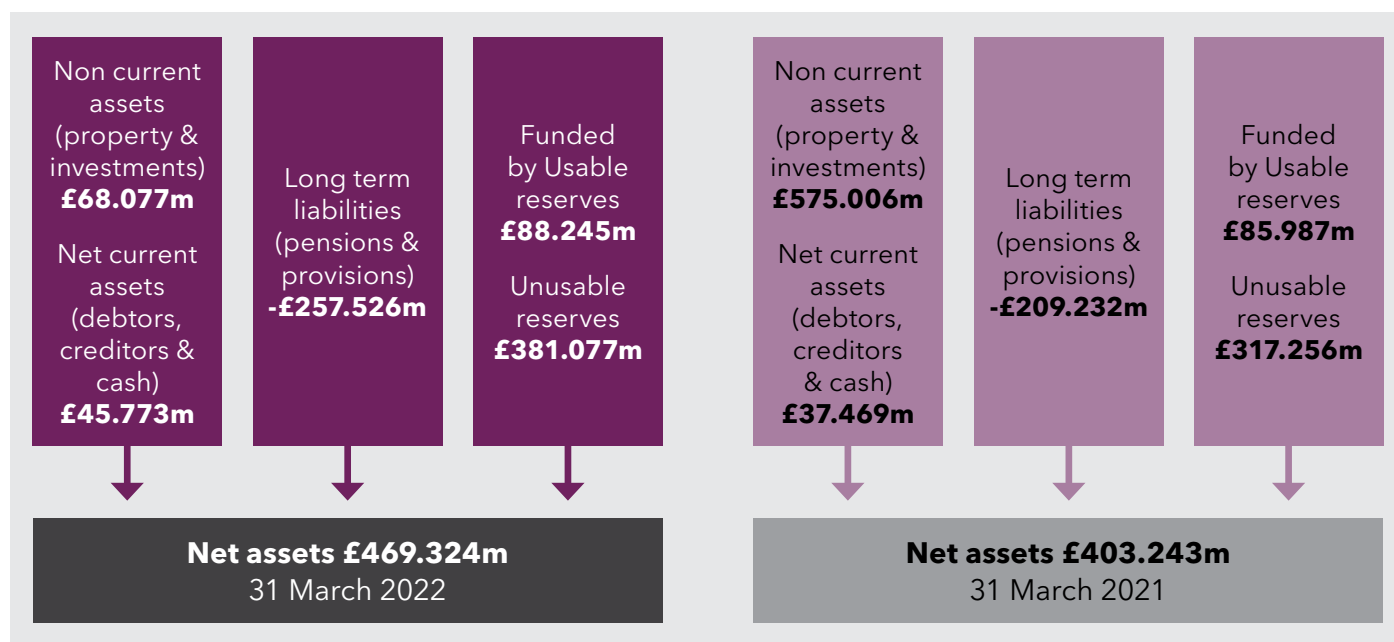 Non current
assets
(property &
investments)
£68.077m
Net current
assets
(debtors,
creditors &
cash)
£45.773m
Long term
liabilities
(pensions &
provisions)
-£257.526m
Funded
by Usable
reserves
£88.245m
Unusable
reserves
£381.077m
Net assets £469.324m
31 March 2022
Non current
assets
(property &
investments)
£575.006m
Net current
assets
(debtors,
creditors
& cash)
£37.469m
Long term
liabilities
(pensions &
provisions)
-£209.232m
Funded
by Usable
reserves
£85.987m
Unusable
reserves
£317.256m
Net assets £403.243m
31 March 2021